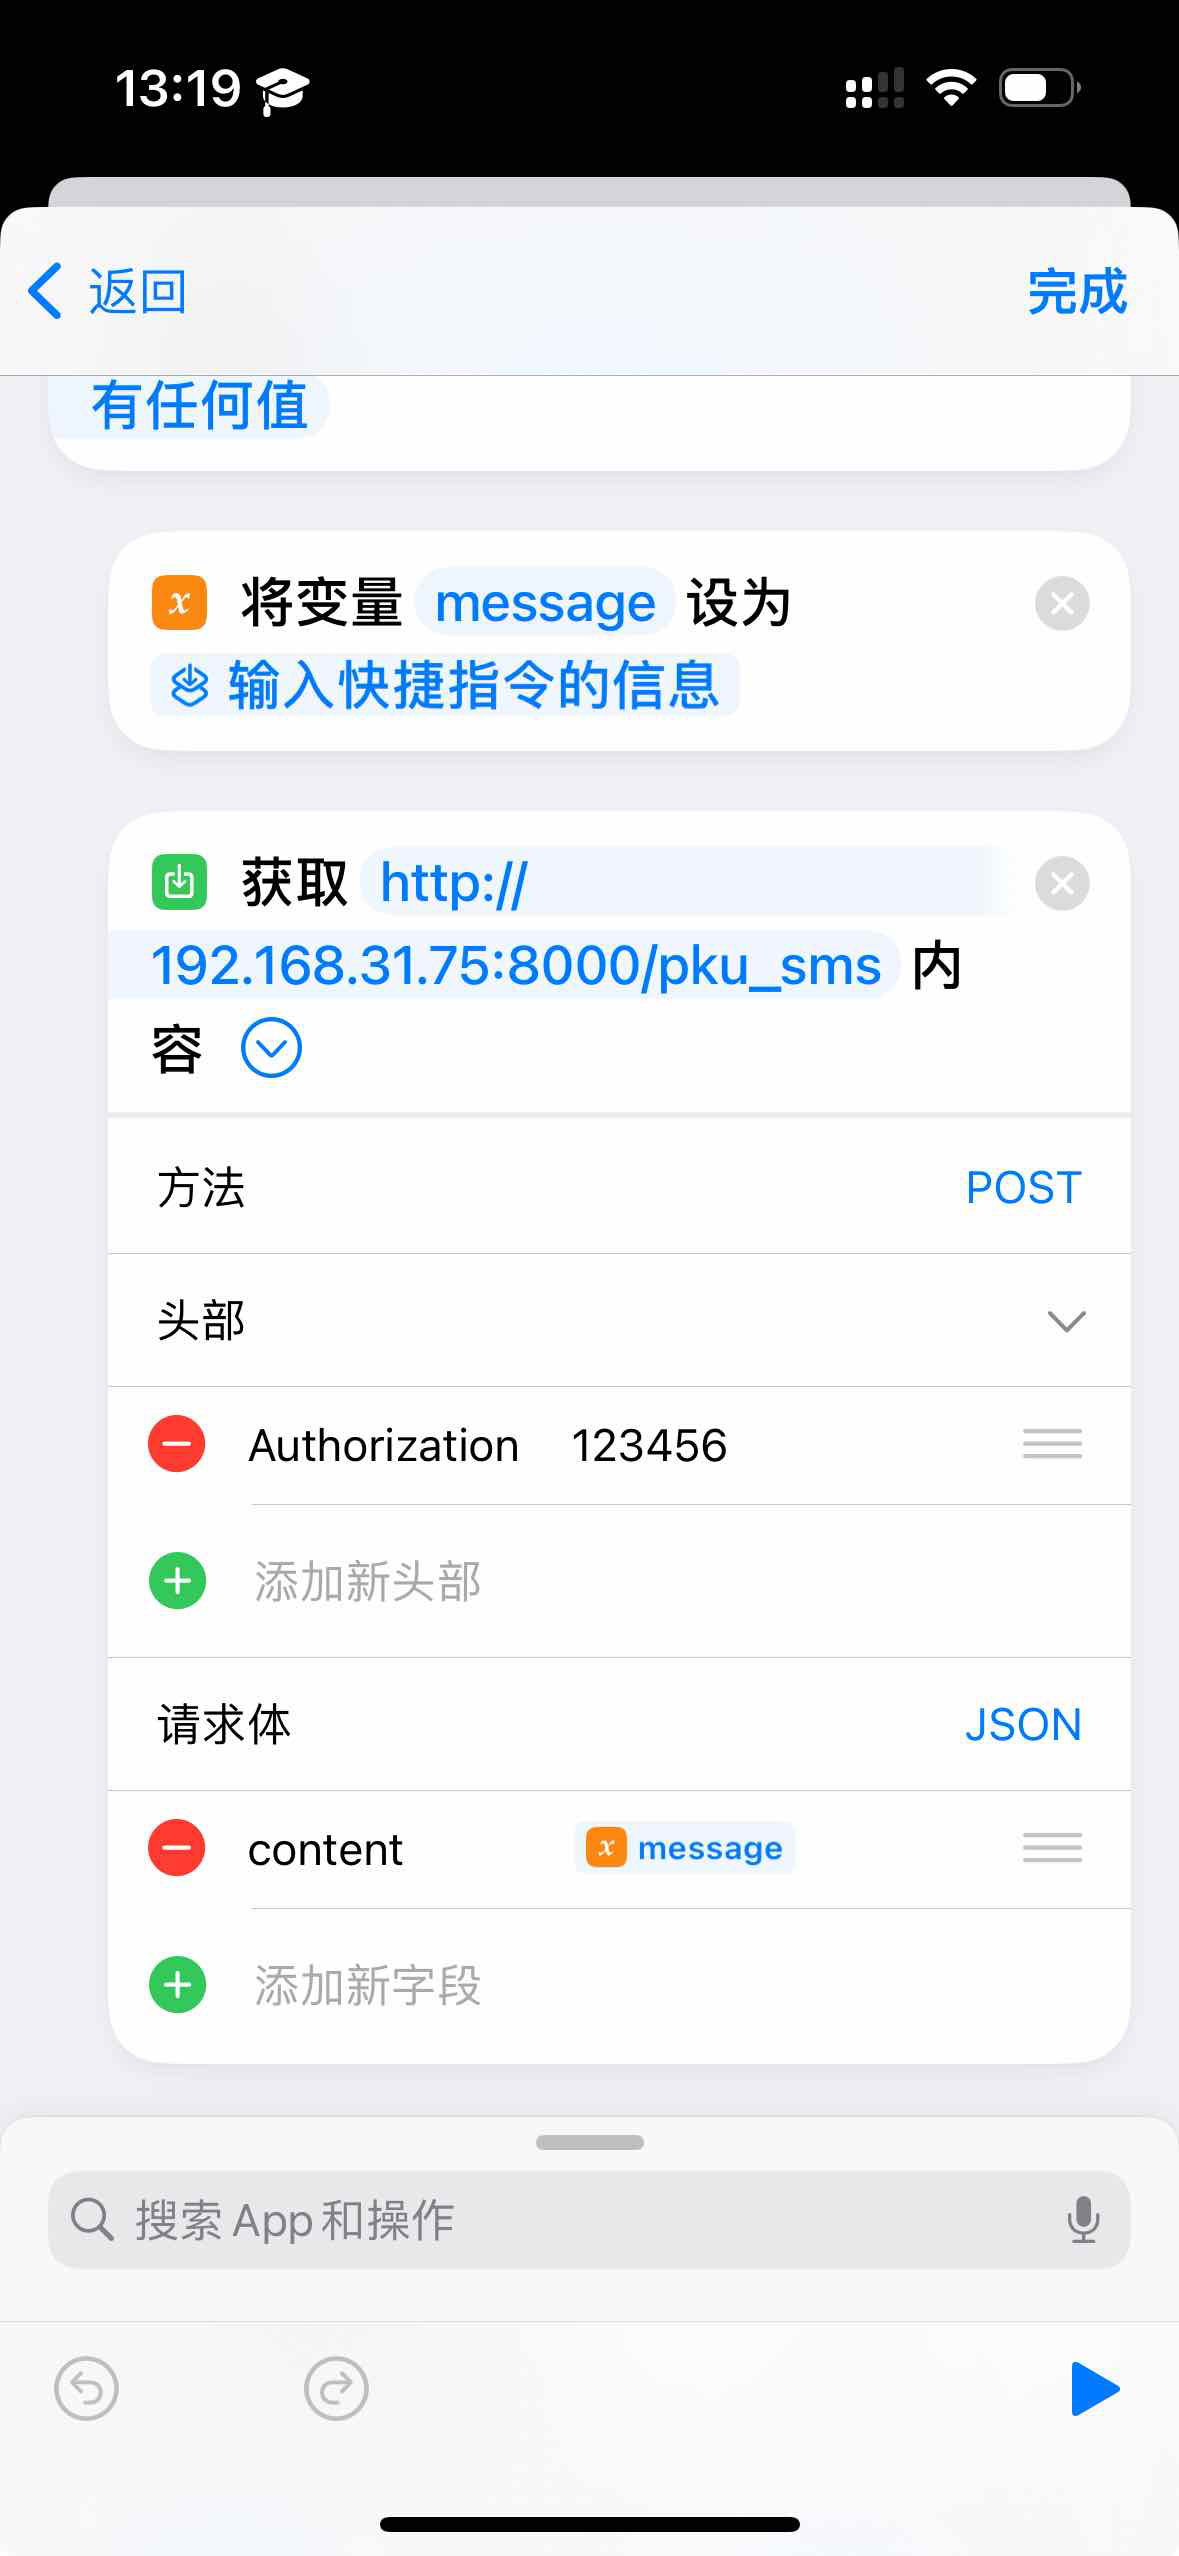 13:19
返回 完成
有任何值
将变量 message 设为
输入快捷指令的信息
获取 http://
192.168.31.75:8000/pku_sms 内
容
方法 POST
头部
Authorization 123456
添加新头部
请求体 JSON
content message
添加新字段
搜索 App 和操作